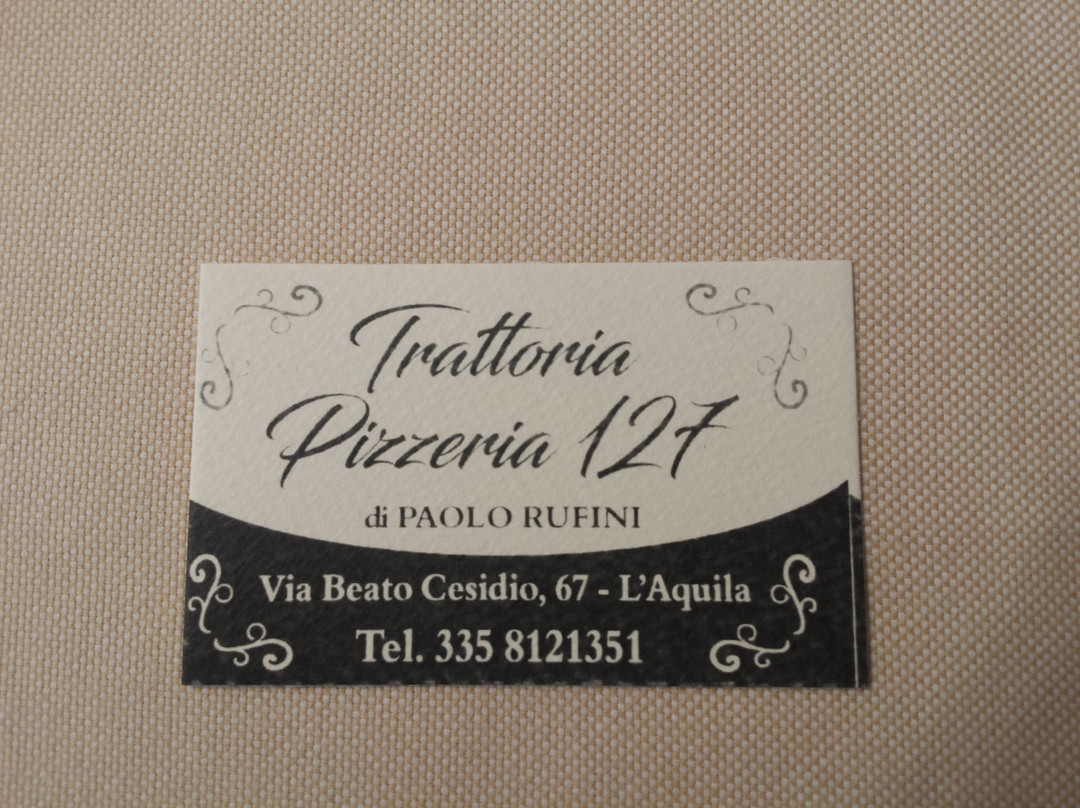 Trattoria
Pizzeria 127
di PAOLO RUFINI
Via Beato Cesidio, 67 - L'Aquila
Tel. 335 8121351